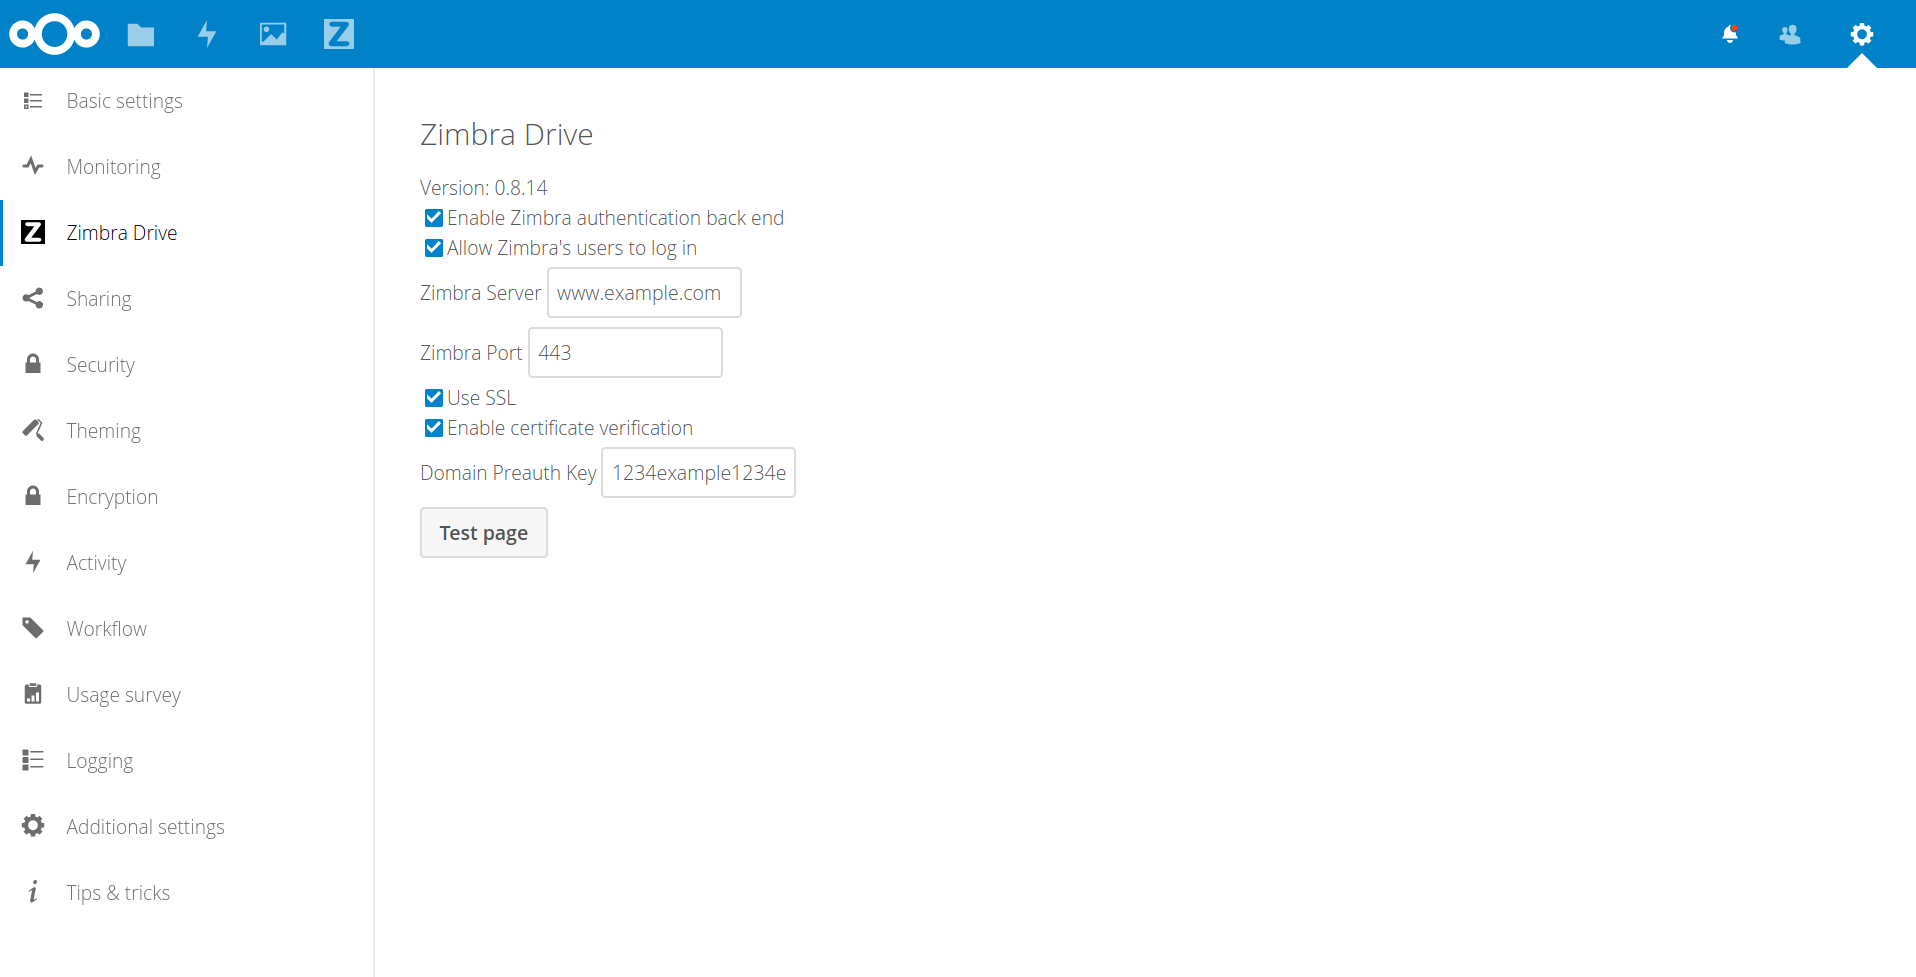 Basic settings
Monitoring
Zimbra Drive
Sharing
Security
Theming
Encryption
Activity
Workflow
Usage survey
Logging
Additional settings
Tips & tricks
Zimbra Drive
Version: 0.8.14
Enable Zimbra authentication back end
Allow Zimbra's users to log in
Zimbra Server www.example.com
Zimbra Port 443
Use SSL
Enable certificate verification
Domain Preauth Key 1234example1234e
Test page